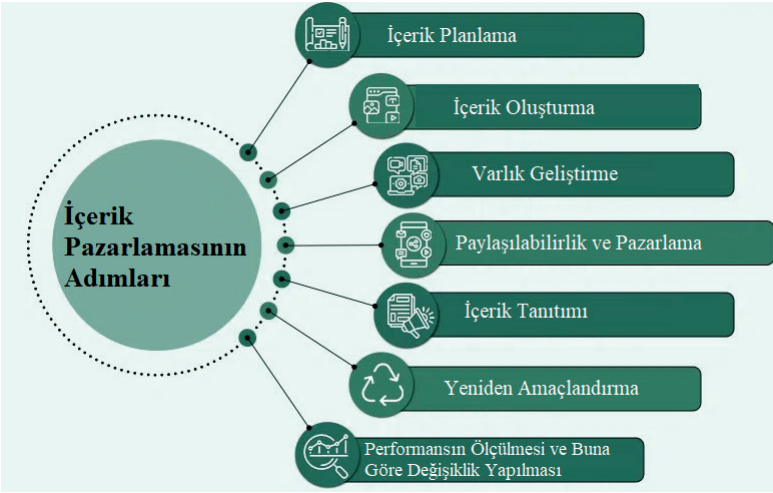 İçerik Planlama
İçerik Oluşturma
Varlık Geliştirme
İçerik
Pazarlamasının
Adımları
Paylaşılabilirlik ve Pazarlama
İçerik Tanıtımı
Yeniden Amaçlandırma
Performansın Ölçülmesi ve Buna
Göre Değişiklik Yapılması